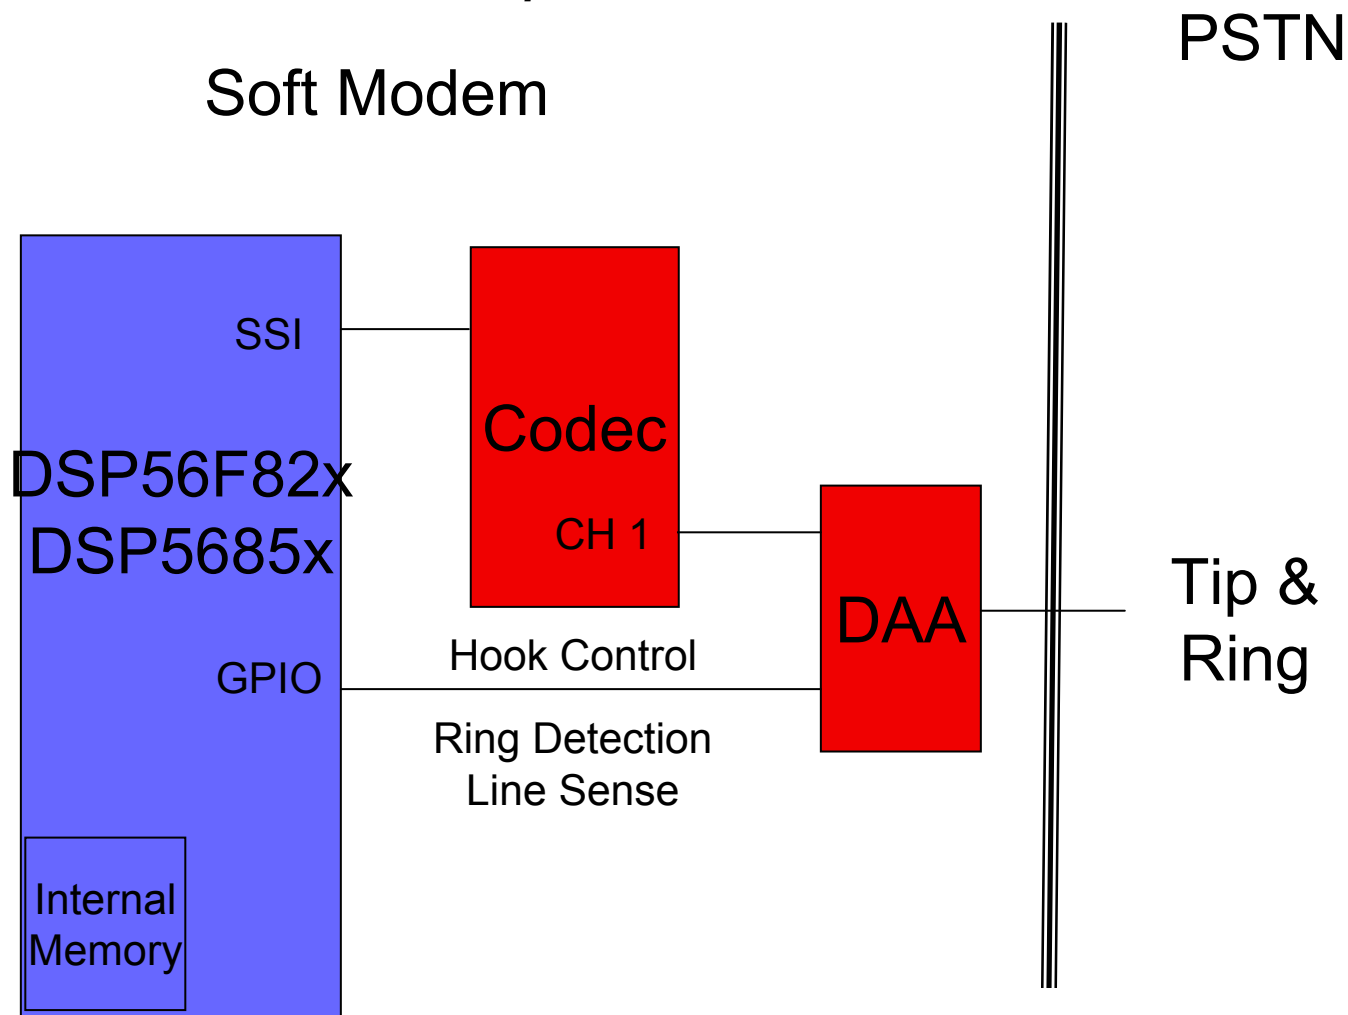 PSTN
Soft Modem
SSI
Codec
DSP56F82x
DSP5685x
CH 1
DAA
Tip &
Ring
Hook Control
GPIO
Ring Detection
Line Sense
Internal
Memory